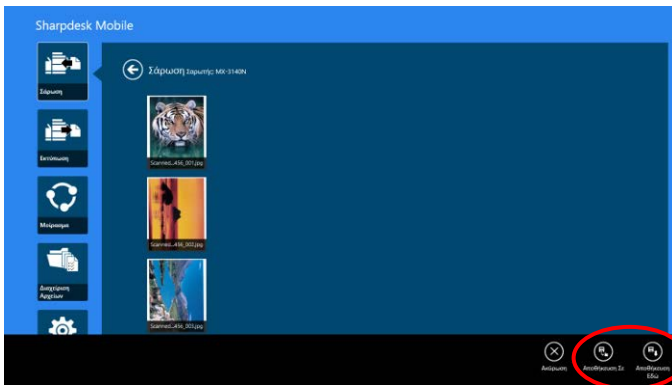 Sharpdesk Mobile
Σάρωση
Σάρωση Σαρωτής: MX-3140N
Scanned...456_001.jpg
Εκτύπωση
Μοίρασμα
Scanned...456_002.jpg
Διαχείριση
Αρχείων
Scanned...456_003.jpg
Ακύρωση
Αποθήκευση Σε
Αποθήκευση
Εδώ